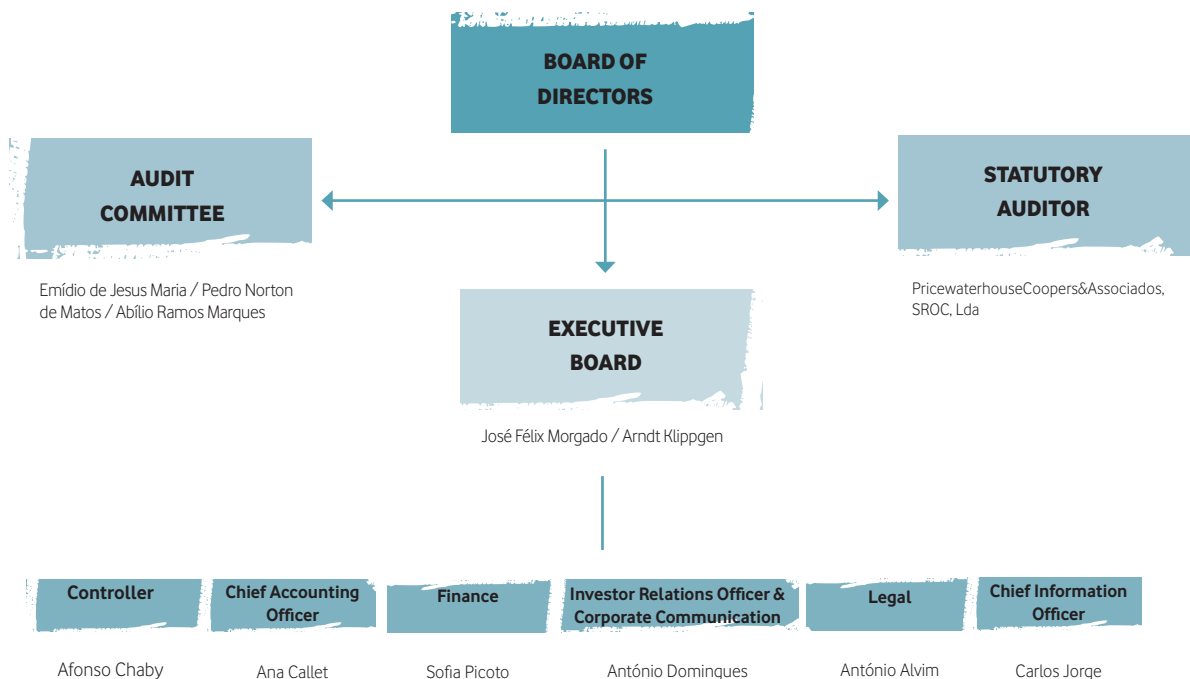 BOARD OF
DIRECTORS
AUDIT
COMMITTEE
STATUTORY
AUDITOR
Emídio de Jesus Maria / Pedro Norton
de Matos / Abílio Ramos Marques
PricewaterhouseCoopers&Associados,
SROC, Lda
EXECUTIVE
BOARD
José Félix Morgado / Arndt Klippgen
Controller
Chief Accounting
Officer
Finance
Investor Relations Officer &
Corporate Communication
Legal
Chief Information
Officer
Afonso Chaby
Ana Callet
Sofia Picoto
António Domingues
António Alvim
Carlos Jorge